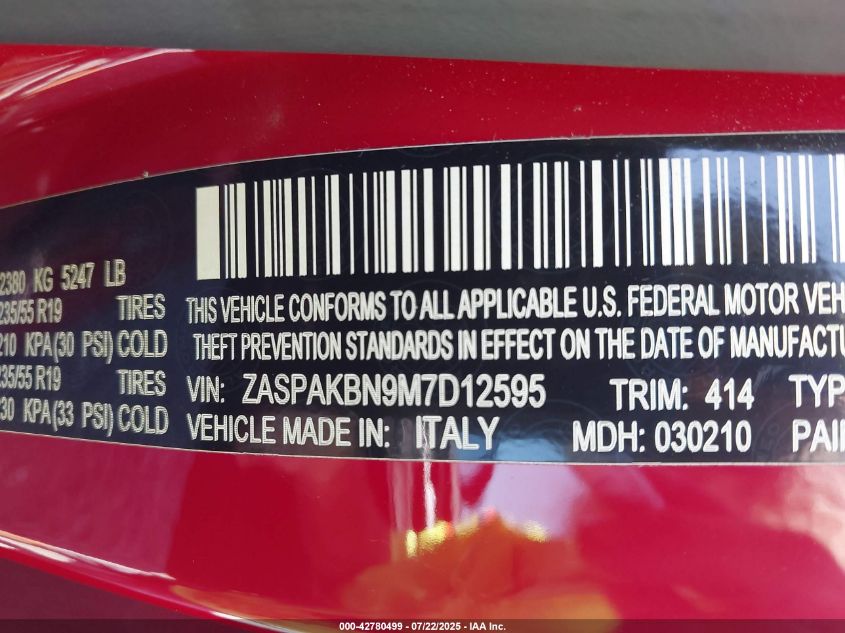 2380 KG 5247 LB
235/55 R19 TIRES
210 KPA(30 PSI) COLD
235/55 R19 TIRES
230 KPA(33 PSI) COLD
THIS VEHICLE CONFORMS TO ALL APPLICABLE U.S. FEDERAL MOTOR VEH
THEFT PREVENTION STANDARDS IN EFFECT ON THE DATE OF MANUFACTU
VIN: ZASPAKBN9M7D12595 TRIM: 414 TYP
VEHICLE MADE IN: ITALY MDH: 030210 PAI
000-42780499 - 07/22/2025 - IAA Inc.